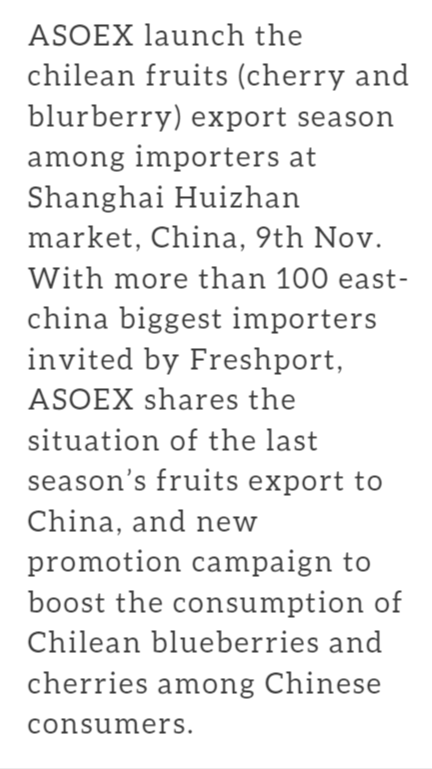 ASOEX launch the
chilean fruits (cherry and
blurberry) export season
among importers at
Shanghai Huizhan
market, China, 9th Nov.
With more than 100 east-
china biggest importers
invited by Freshport,
ASOEX shares the
situation of the last
season’s fruits export to
China, and new
promotion campaign to
boost the consumption of
Chilean blueberries and
cherries among Chinese
consumers.